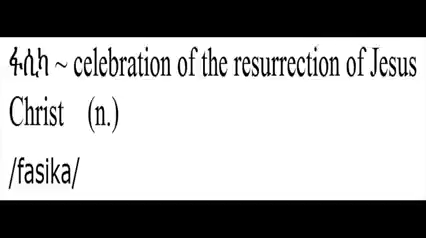 ፋሲካ ~ celebration of the resurrection of Jesus
Christ (n.)
/fasika/